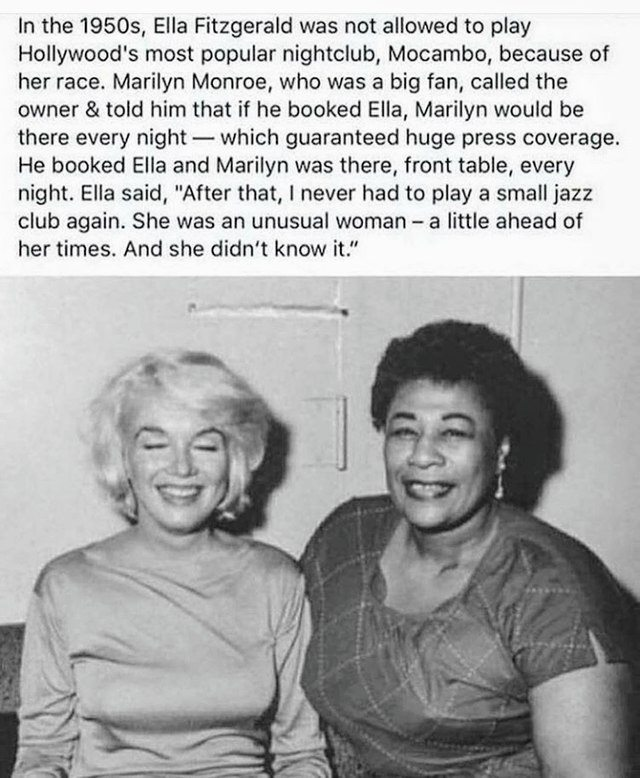 In the 1950s, Ella Fitzgerald was not allowed to play
Hollywood's most popular nightclub, Mocambo, because of
her race. Marilyn Monroe, who was a big fan, called the
owner & told him that if he booked Ella, Marilyn would be
there every night — which guaranteed huge press coverage.
He booked Ella and Marilyn was there, front table, every
night. Ella said, "After that, I never had to play a small jazz
club again. She was an unusual woman – a little ahead of
her times. And she didn’t know it.”